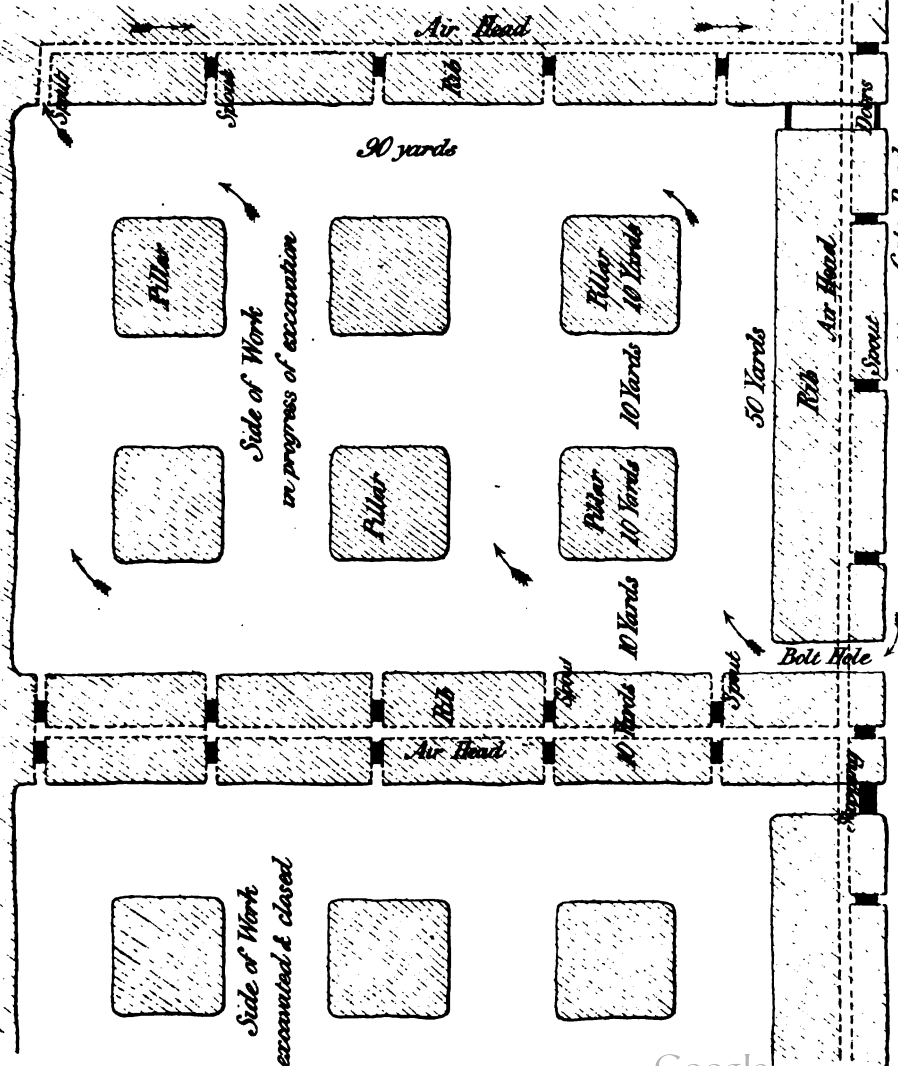 Air Head
Rib
Spout
Spout
Doors
90 yards
Pillar
Pillar
10 Yards
Side of Work
in progress of excavation
Air Head
Spout
Rib
10 Yards
50 Yards
Pillar
Pillar
10 Yards
10 Yards
Bolt Hole
Rib
Spout
Spout
10 Yards
Air Head
Side of Work
excavated & closed
Google